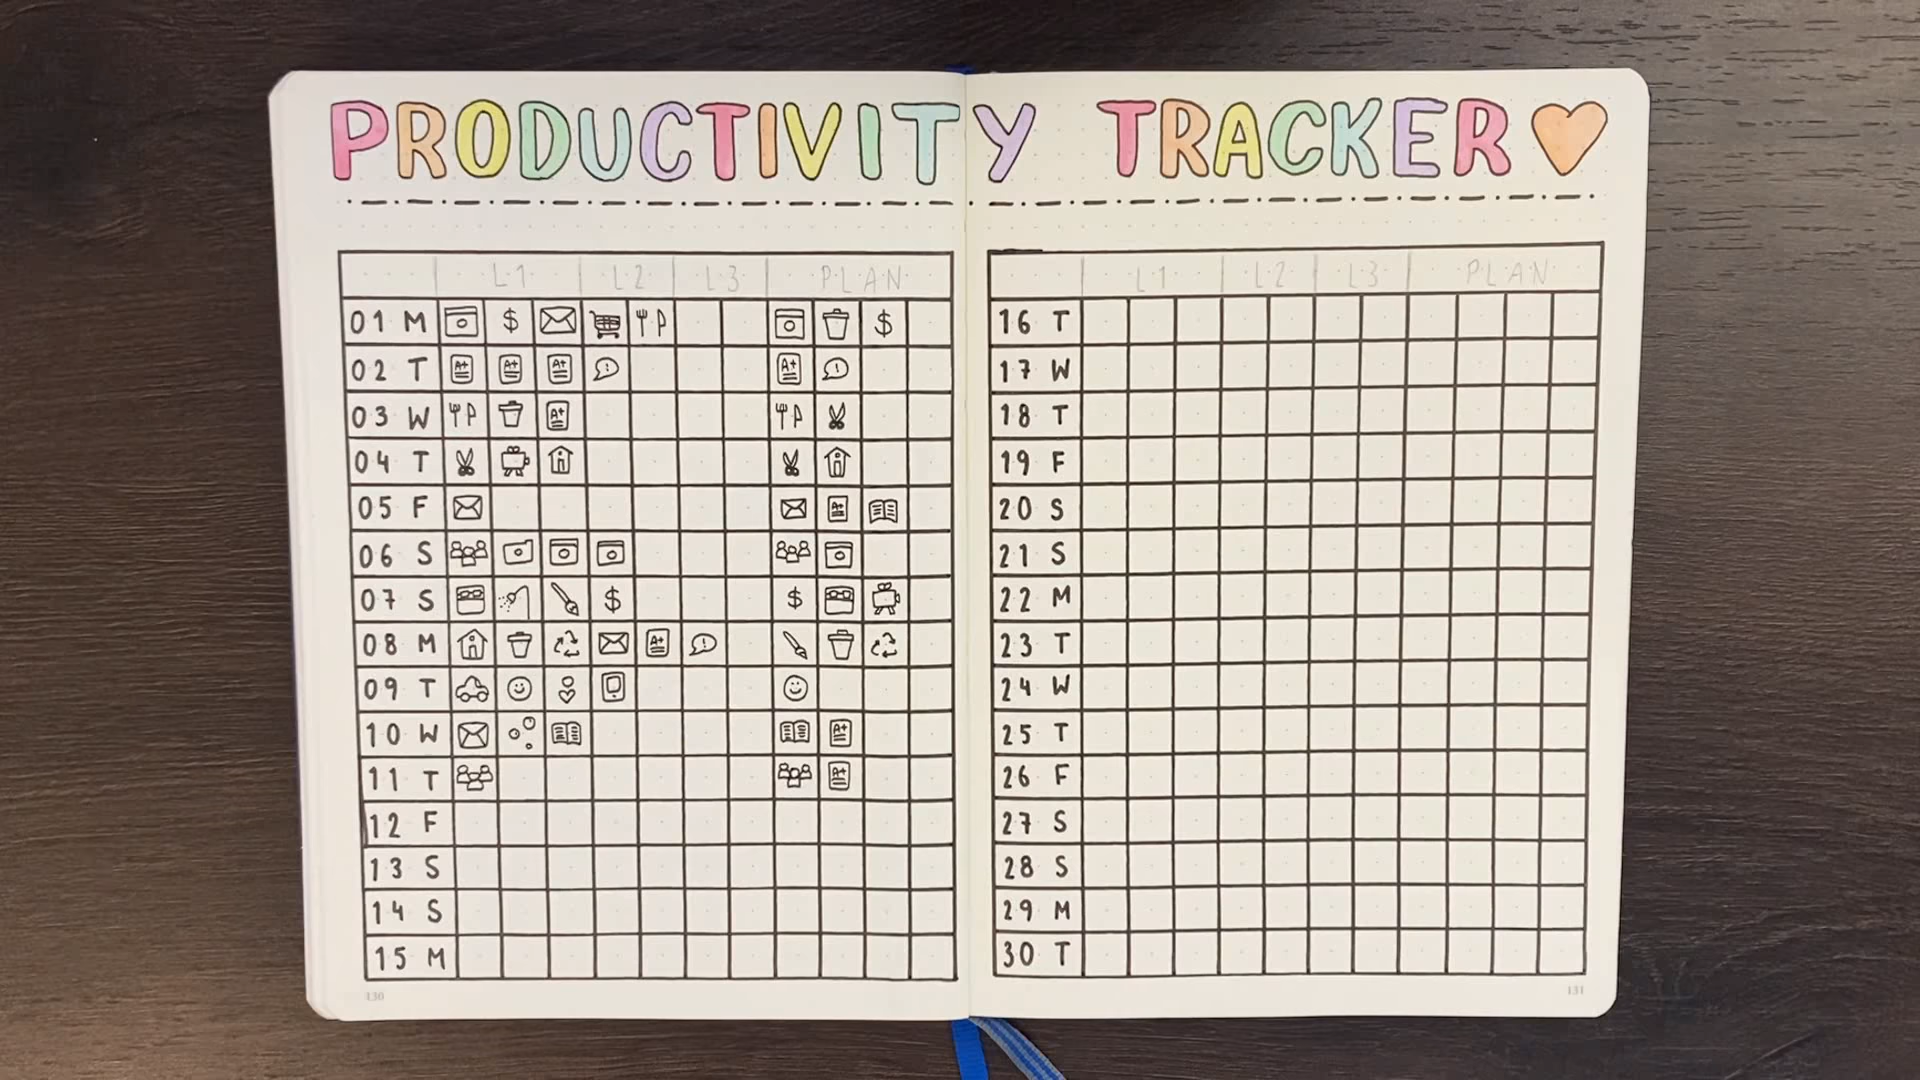 PRODUCTIVITY TRACKER
L1 L2 L3 PLAN
01 M $ $
02 T A+ A+ A+ ! A+ !
03 W A+
04 T
05 F A+
06 S
07 S $ $
08 M A+ !
09 T
10 W A+
11 T A+
12 F
13 S
14 S
15 M
130
L1 L2 L3 PLAN
16 T
17 W
18 T
19 F
20 S
21 S
22 M
23 T
24 W
25 T
26 F
27 S
28 S
29 M
30 T
131